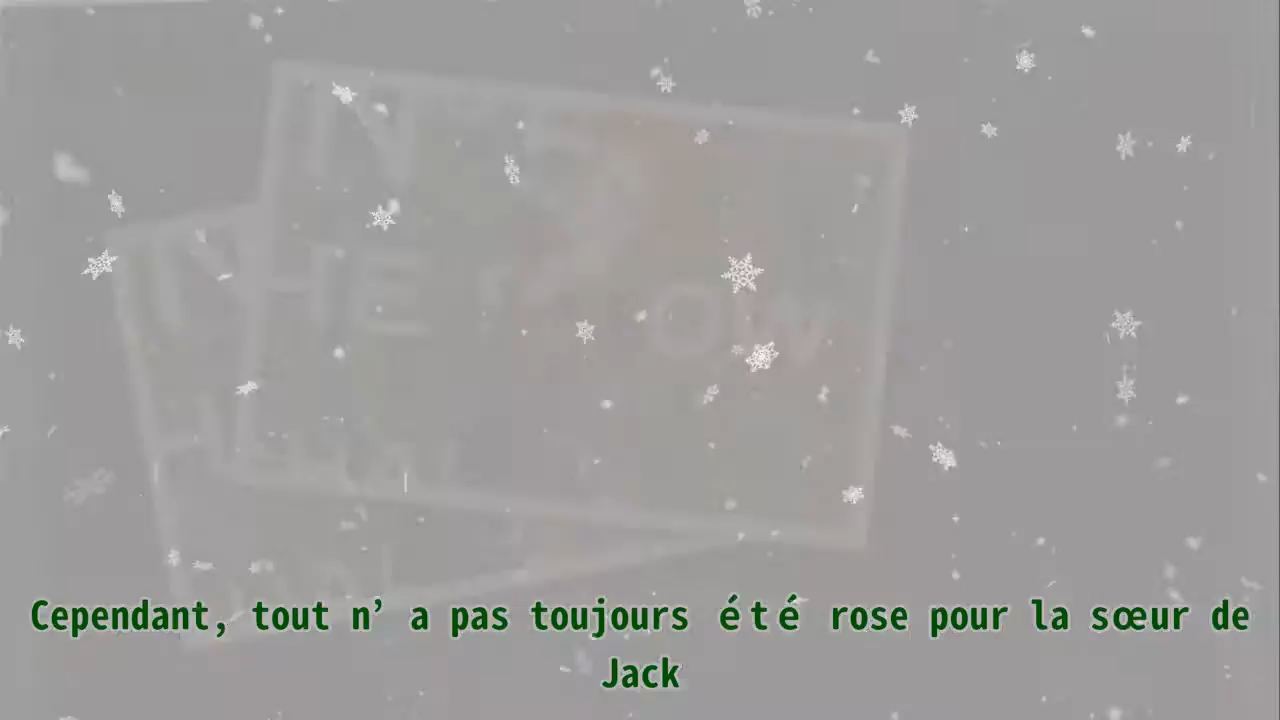 Cependant, tout n’ a pas toujours été rose pour la sœur de
Jack